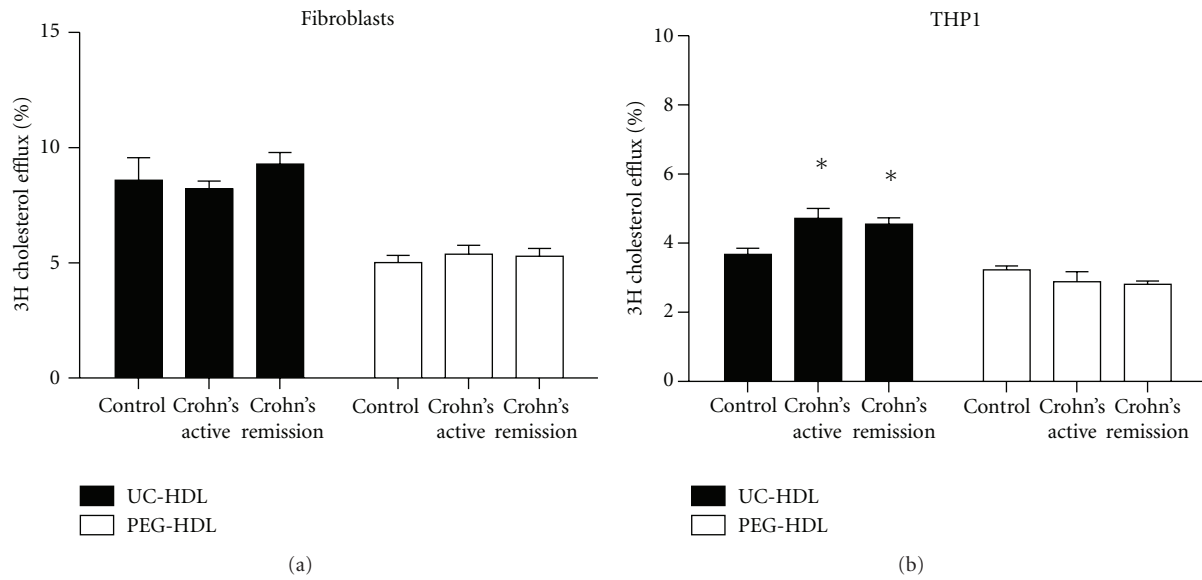 Fibroblasts
15
10
5
0
3H cholesterol efflux (%)
Control Crohn's Crohn's Control Crohn's Crohn's
active remission active remission
UC-HDL
PEG-HDL
(a)
THP1
10
8
6
4
2
0
3H cholesterol efflux (%)
* *
Control Crohn's Crohn's Control Crohn's Crohn's
active remission active remission
UC-HDL
PEG-HDL
(b)